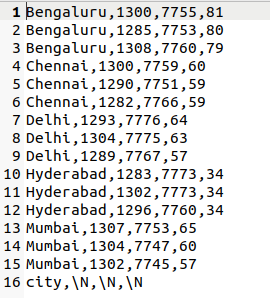 1 Bengaluru,1300,7755,81
2 Bengaluru,1285,7753,80
3 Bengaluru,1308,7760,79
4 Chennai,1300,7759,60
5 Chennai,1290,7751,59
6 Chennai,1282,7766,59
7 Delhi,1293,7776,64
8 Delhi,1304,7775,63
9 Delhi,1289,7767,57
10 Hyderabad,1283,7773,34
11 Hyderabad,1302,7773,34
12 Hyderabad,1296,7760,34
13 Mumbai,1307,7753,65
14 Mumbai,1304,7747,60
15 Mumbai,1302,7745,57
16 city,\N,\N,\N